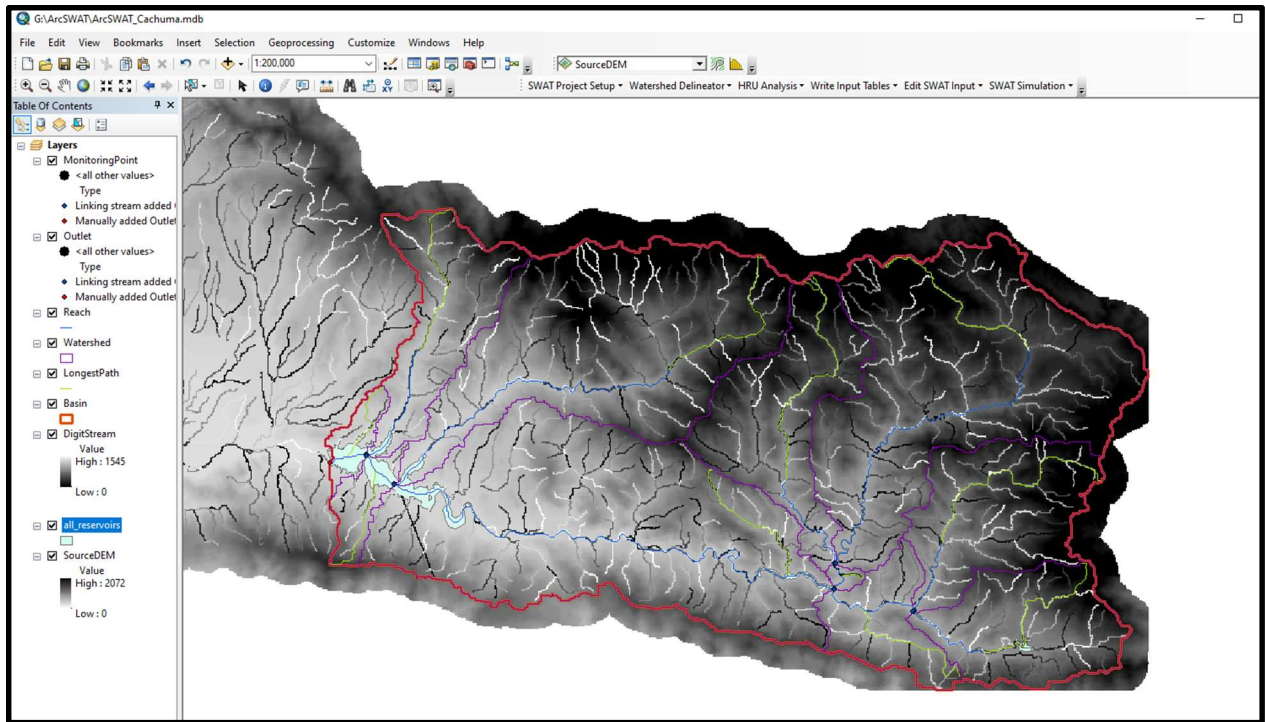 G:\ArcSWAT\ArcSWAT_Cachuma.mdb
File Edit View Bookmarks Insert Selection Geoprocessing Customize Windows Help
1:200,000 SourceDEM
SWAT Project Setup Watershed Delineator HRU Analysis Write Input Tables Edit SWAT Input SWAT Simulation
Table Of Contents
Layers
MonitoringPoint
<all other values>
Type
Linking stream added
Manually added Outlet
Outlet
<all other values>
Type
Linking stream added
Manually added Outlet
Reach
Watershed
LongestPath
Basin
DigitStream
Value
High : 1545
Low : 0
all_reservoirs
SourceDEM
Value
High : 2072
Low : 0